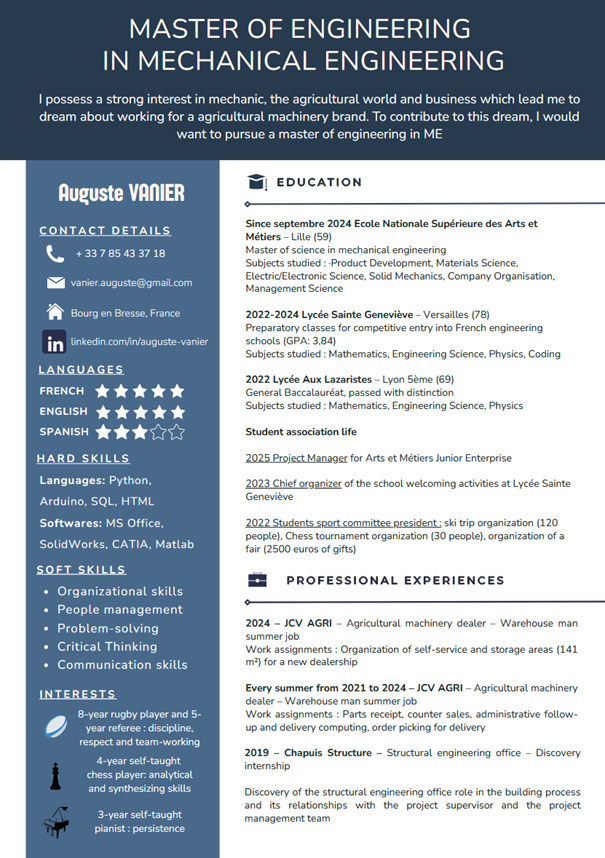 MASTER OF ENGINEERING
IN MECHANICAL ENGINEERING
I possess a strong interest in mechanic, the agricultural world and business which lead me to
dream about working for a agricultural machinery brand. To contribute to this dream, I would
want to pursue a master of engineering in ME
Auguste VANIER
CONTACT DETAILS
+ 33 7 85 43 37 18
vanier.auguste@gmail.com
Bourg en Bresse, France
in linkedin.com/in/auguste-vanier
LANGUAGES
FRENCH
ENGLISH
SPANISH
HARD SKILLS
Languages: Python,
Arduino, SQL, HTML
Softwares: MS Office,
SolidWorks, CATIA, Matlab
SOFT SKILLS
• Organizational skills
• People management
• Problem-solving
• Critical Thinking
• Communication skills
INTERESTS
8-year rugby player and 5-
year referee : discipline,
respect and team-working
4-year self-taught
chess player: analytical
and synthesizing skills
3-year self-taught
pianist : persistence
EDUCATION
Since septembre 2024 Ecole Nationale Supérieure des Arts et
Métiers – Lille (59)
Master of science in mechanical engineering
Subjects studied : ·Product Development, Materials Science,
Electric/Electronic Science, Solid Mechanics, Company Organisation,
Management Science
2022-2024 Lycée Sainte Geneviève – Versailles (78)
Preparatory classes for competitive entry into French engineering
schools (GPA: 3,84)
Subjects studied : Mathematics, Engineering Science, Physics, Coding
2022 Lycée Aux Lazaristes – Lyon 5ème (69)
General Baccalauréat, passed with distinction
Subjects studied : Mathematics, Engineering Science, Physics
Student association life
2025 Project Manager for Arts et Métiers Junior Enterprise
2023 Chief organizer of the school welcoming activities at Lycée Sainte
Geneviève
2022 Students sport committee president : ski trip organization (120
people), Chess tournament organization (30 people), organization of a
fair (2500 euros of gifts)
PROFESSIONAL EXPERIENCES
2024 – JCV AGRI – Agricultural machinery dealer – Warehouse man
summer job
Work assignments : Organization of self-service and storage areas (141
m²) for a new dealership
Every summer from 2021 to 2024 – JCV AGRI – Agricultural machinery
dealer – Warehouse man summer job
Work assignments : Parts receipt, counter sales, administrative follow-
up and delivery computing, order picking for delivery
2019 – Chapuis Structure – Structural engineering office – Discovery
internship
Discovery of the structural engineering office role in the building process
and its relationships with the project supervisor and the project
management team